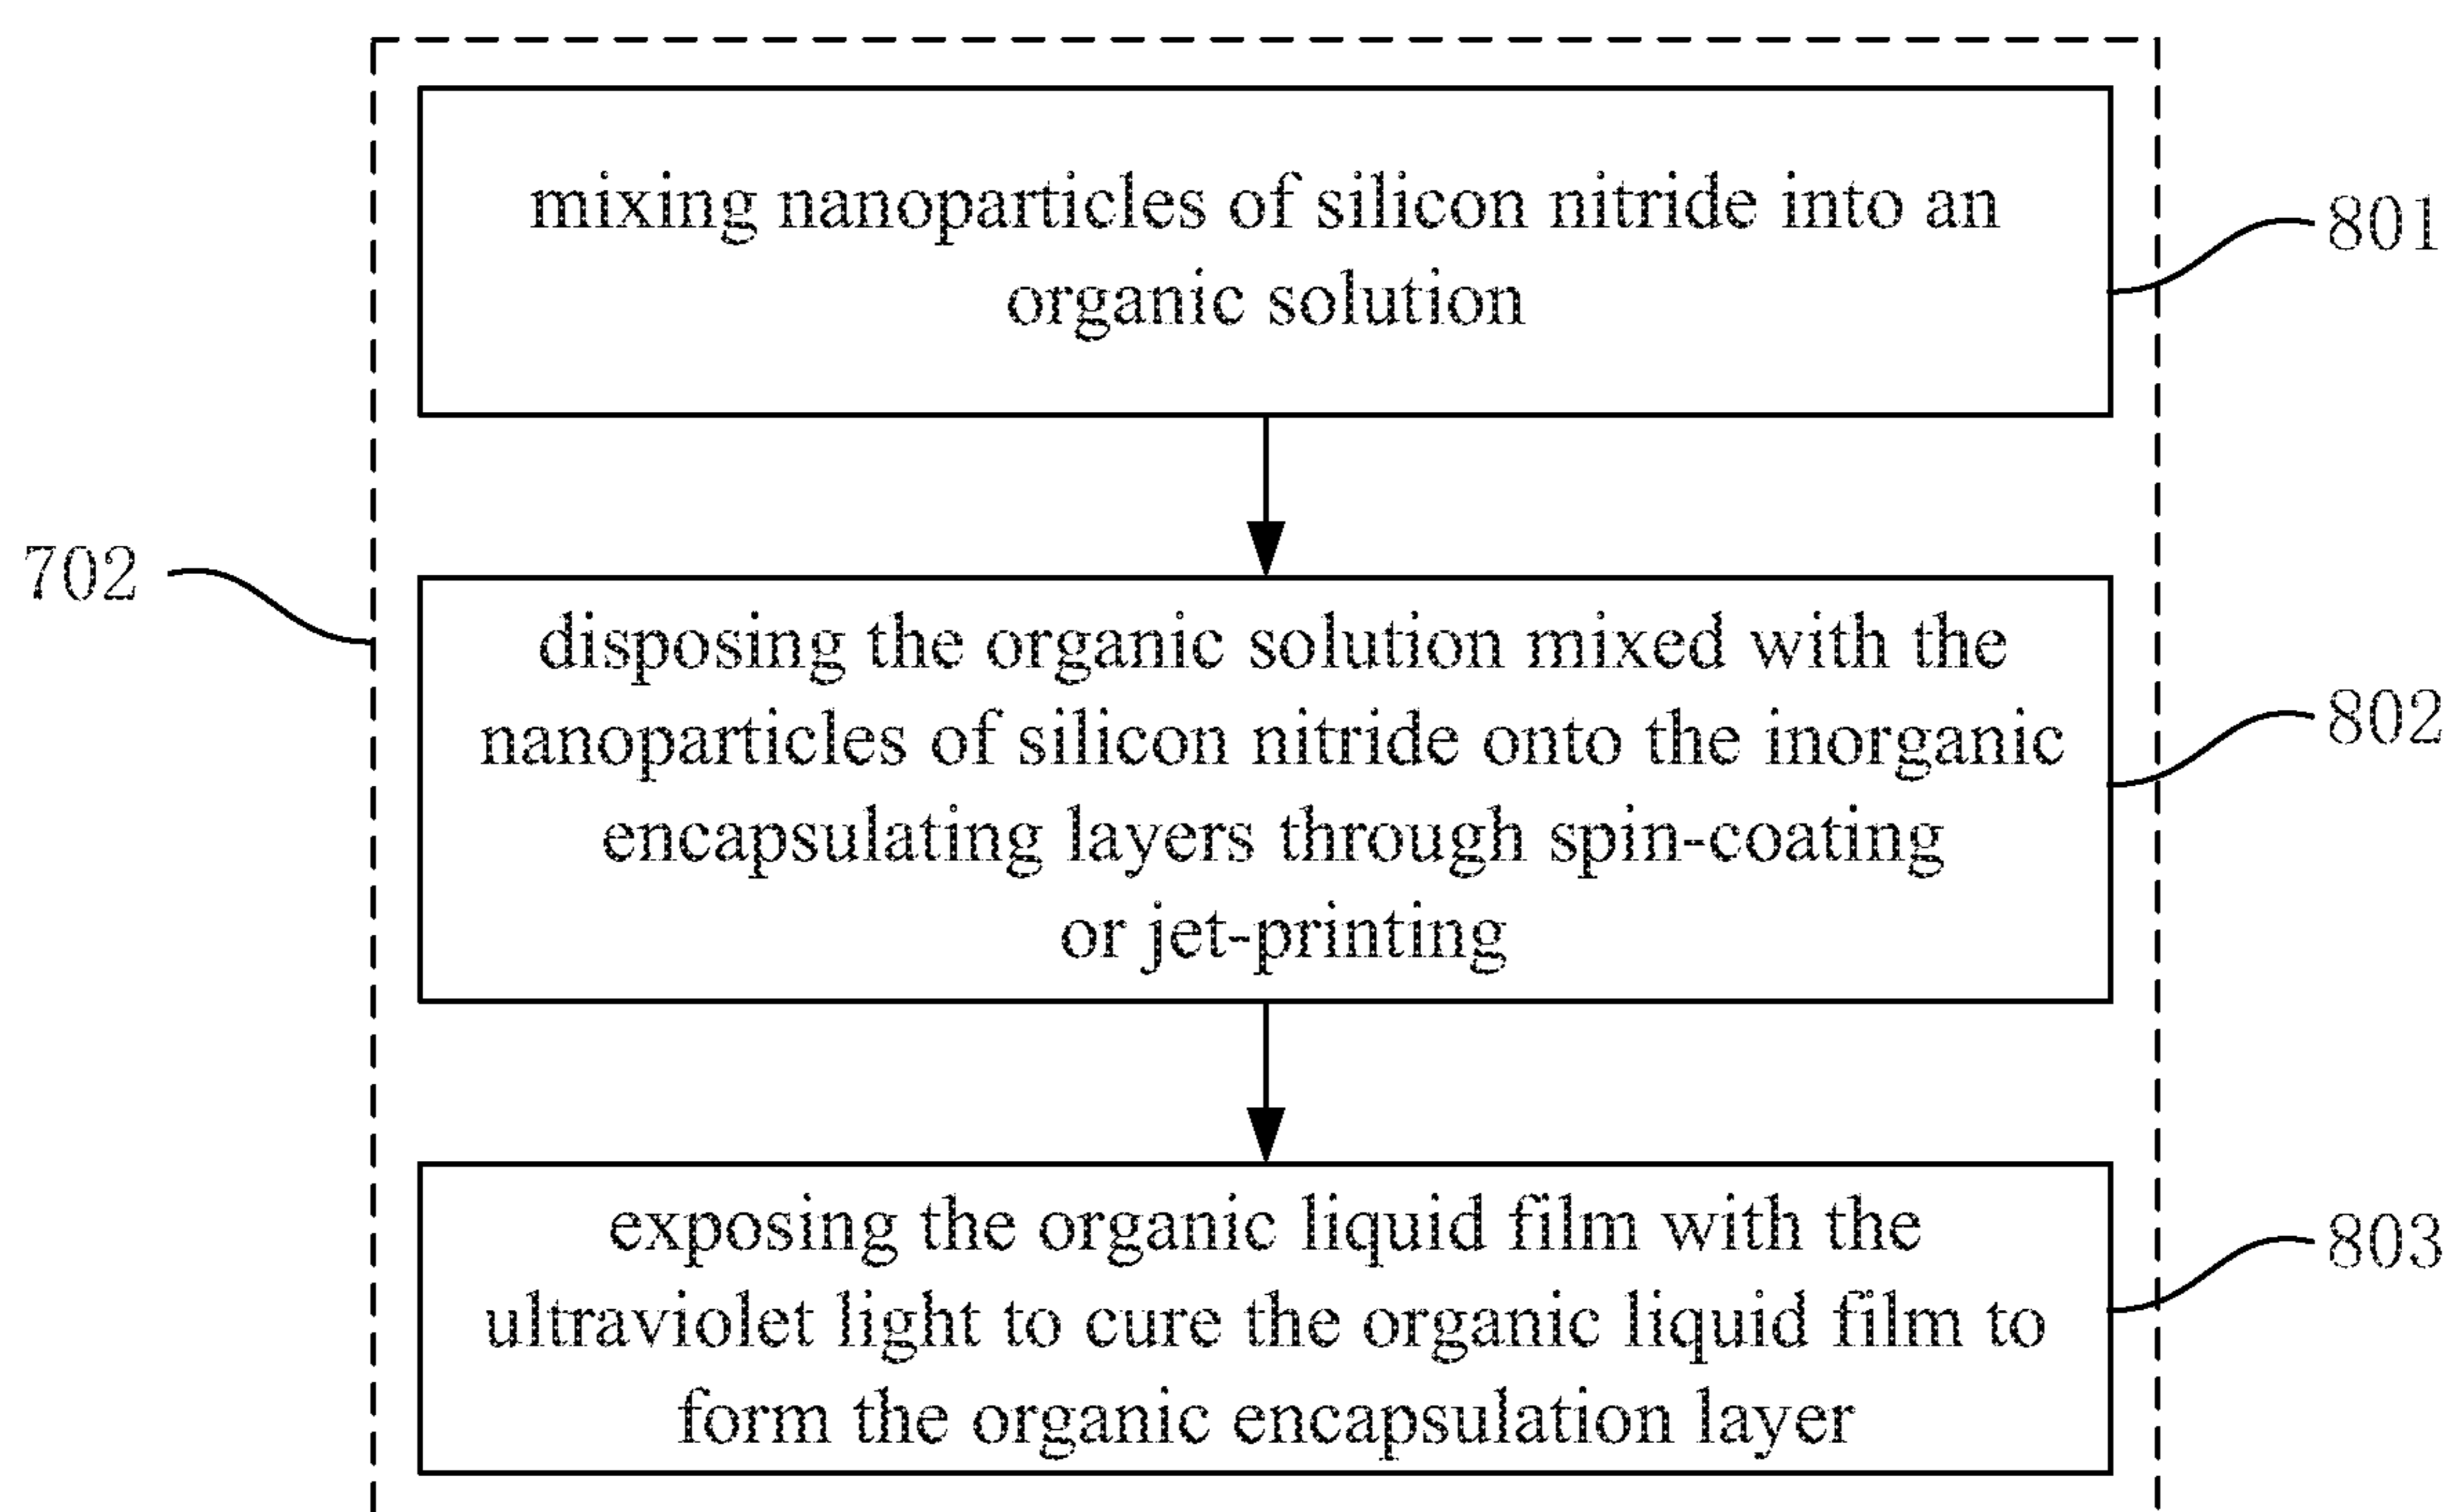 mixing nanoparticles of silicon nitride into an
organic solution
801
702
disposing the organic solution mixed with the
nanoparticles of silicon nitride onto the inorganic
encapsulating layers through spin-coating
or jet-printing
802
exposing the organic liquid film with the
ultraviolet light to cure the organic liquid film to
form the organic encapsulation layer
803